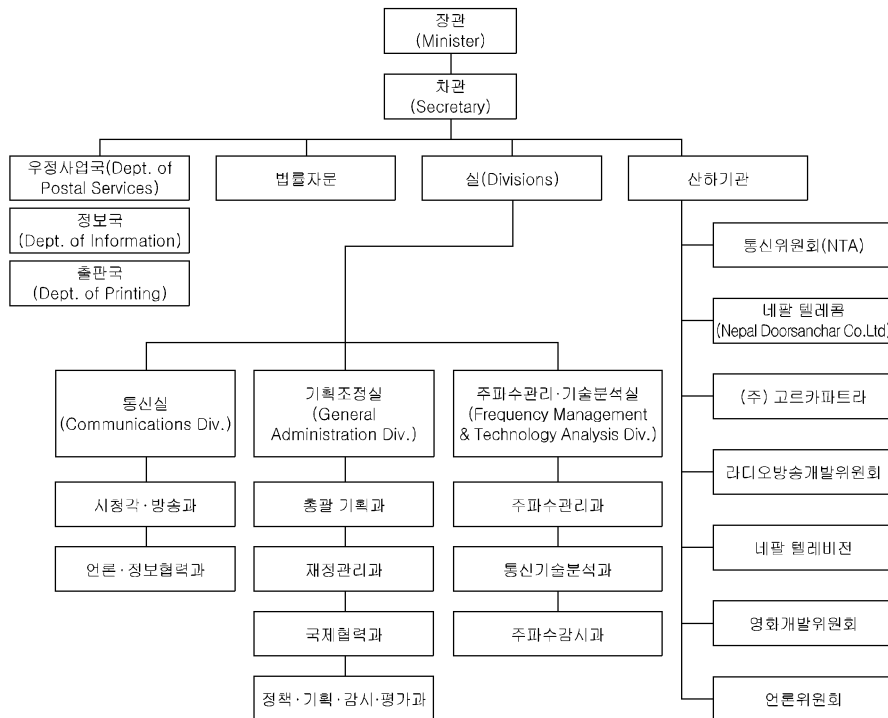 장관
(Minister)
차관
(Secretary)
우정사업국(Dept. of
Postal Services)
법률자문
실(Divisions)
산하기관
정보국
(Dept. of Information)
출판국
(Dept. of Printing)
통신위원회(NTA)
네팔 텔레콤
(Nepal Doorsanchar Co.Ltd)
(주) 고르카파트라
라디오방송개발위원회
네팔 텔레비전
영화개발위원회
언론위원회
통신실
(Communications Div.)
시청각·방송과
언론·정보협력과
기획조정실
(General
Administration Div.)
총괄 기획과
재정관리과
국제협력과
정책·기획·감시·평가과
주파수관리·기술분석실
(Frequency Management
& Technology Analysis Div.)
주파수관리과
통신기술분석과
주파수감시과